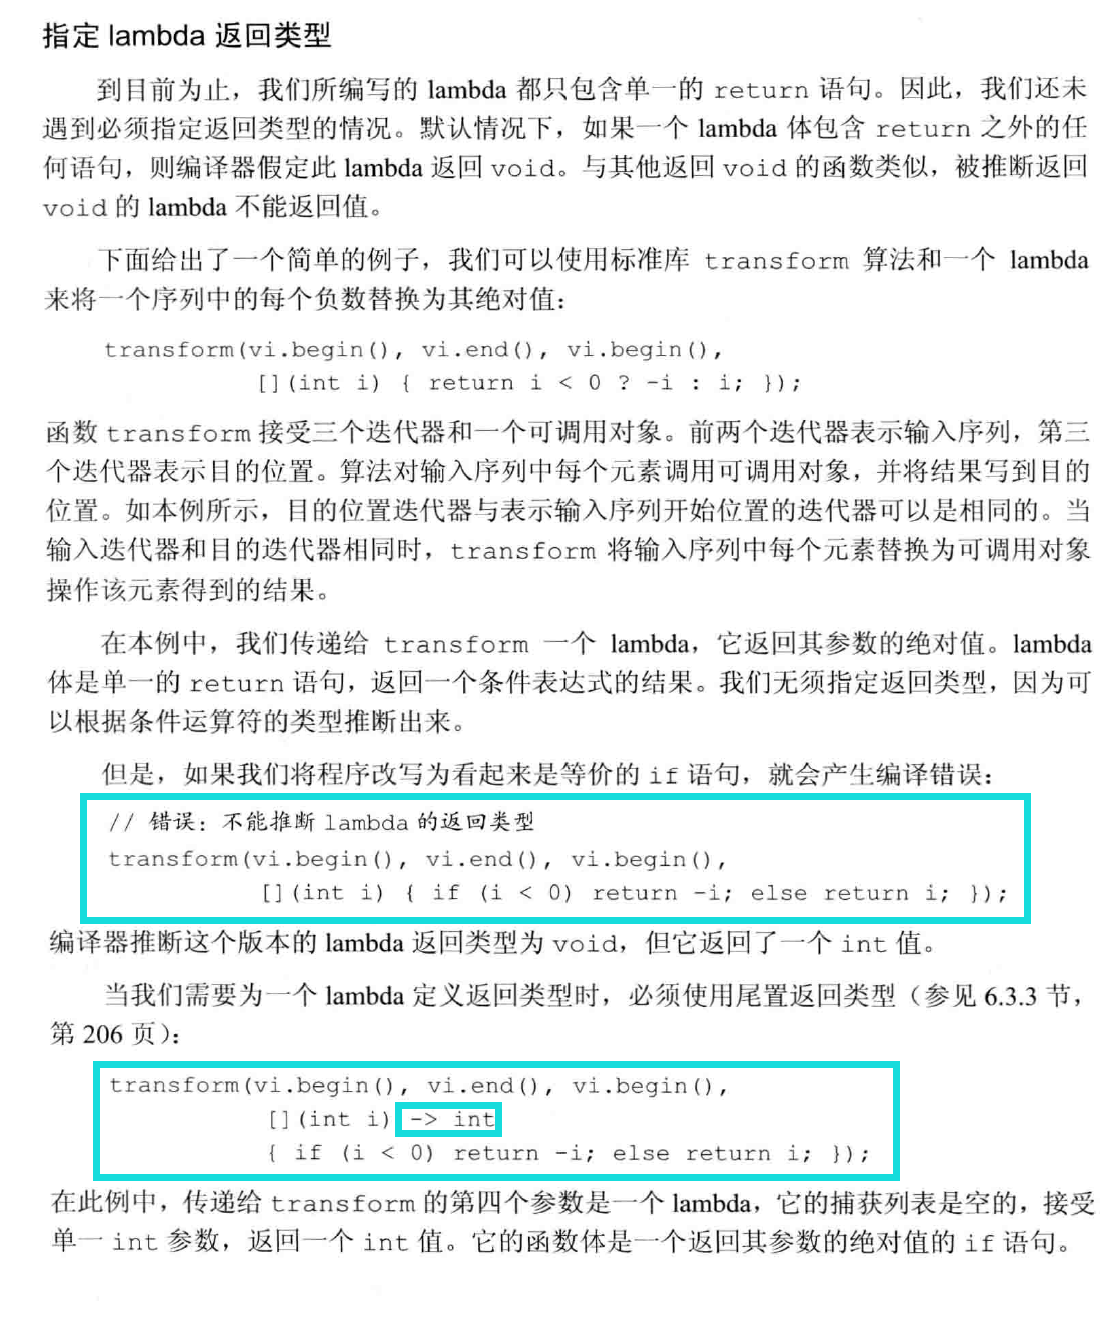 指定 lambda 返回类型
到目前为止，我们所编写的 lambda 都只包含单一的 return 语句。因此，我们还未
遇到必须指定返回类型的情况。默认情况下，如果一个 lambda 体包含 return 之外的任
何语句，则编译器假定此 lambda 返回 void。与其他返回 void 的函数类似，被推断返回
void 的 lambda 不能返回值。
下面给出了一个简单的例子，我们可以使用标准库 transform 算法和一个 lambda
来将一个序列中的每个负数替换为其绝对值：
transform(vi.begin(), vi.end(), vi.begin(),
[](int i) { return i < 0 ? -i : i; });
函数 transform 接受三个迭代器和一个可调用对象。前两个迭代器表示输入序列，第三
个迭代器表示目的位置。算法对输入序列中每个元素调用可调用对象，并将结果写到目的
位置。如本例所示，目的位置迭代器与表示输入序列开始位置的迭代器可以是相同的。当
输入迭代器和目的迭代器相同时，transform 将输入序列中每个元素替换为可调用对象
操作该元素得到的结果。
在本例中，我们传递给 transform 一个 lambda，它返回其参数的绝对值。lambda
体是单一的 return 语句，返回一个条件表达式的结果。我们无须指定返回类型，因为可
以根据条件运算符的类型推断出来。
但是，如果我们将程序改写为看起来是等价的 if 语句，就会产生编译错误：
// 错误：不能推断 lambda 的返回类型
transform(vi.begin(), vi.end(), vi.begin(),
[](int i) { if (i < 0) return -i; else return i; });
编译器推断这个版本的 lambda 返回类型为 void，但它返回了一个 int 值。
当我们需要为一个 lambda 定义返回类型时，必须使用尾置返回类型（参见 6.3.3 节，
第 206 页）：
transform(vi.begin(), vi.end(), vi.begin(),
[](int i) -> int
{ if (i < 0) return -i; else return i; });
在此例中，传递给 transform 的第四个参数是一个 lambda，它的捕获列表是空的，接受
单一 int 参数，返回一个 int 值。它的函数体是一个返回其参数的绝对值的 if 语句。